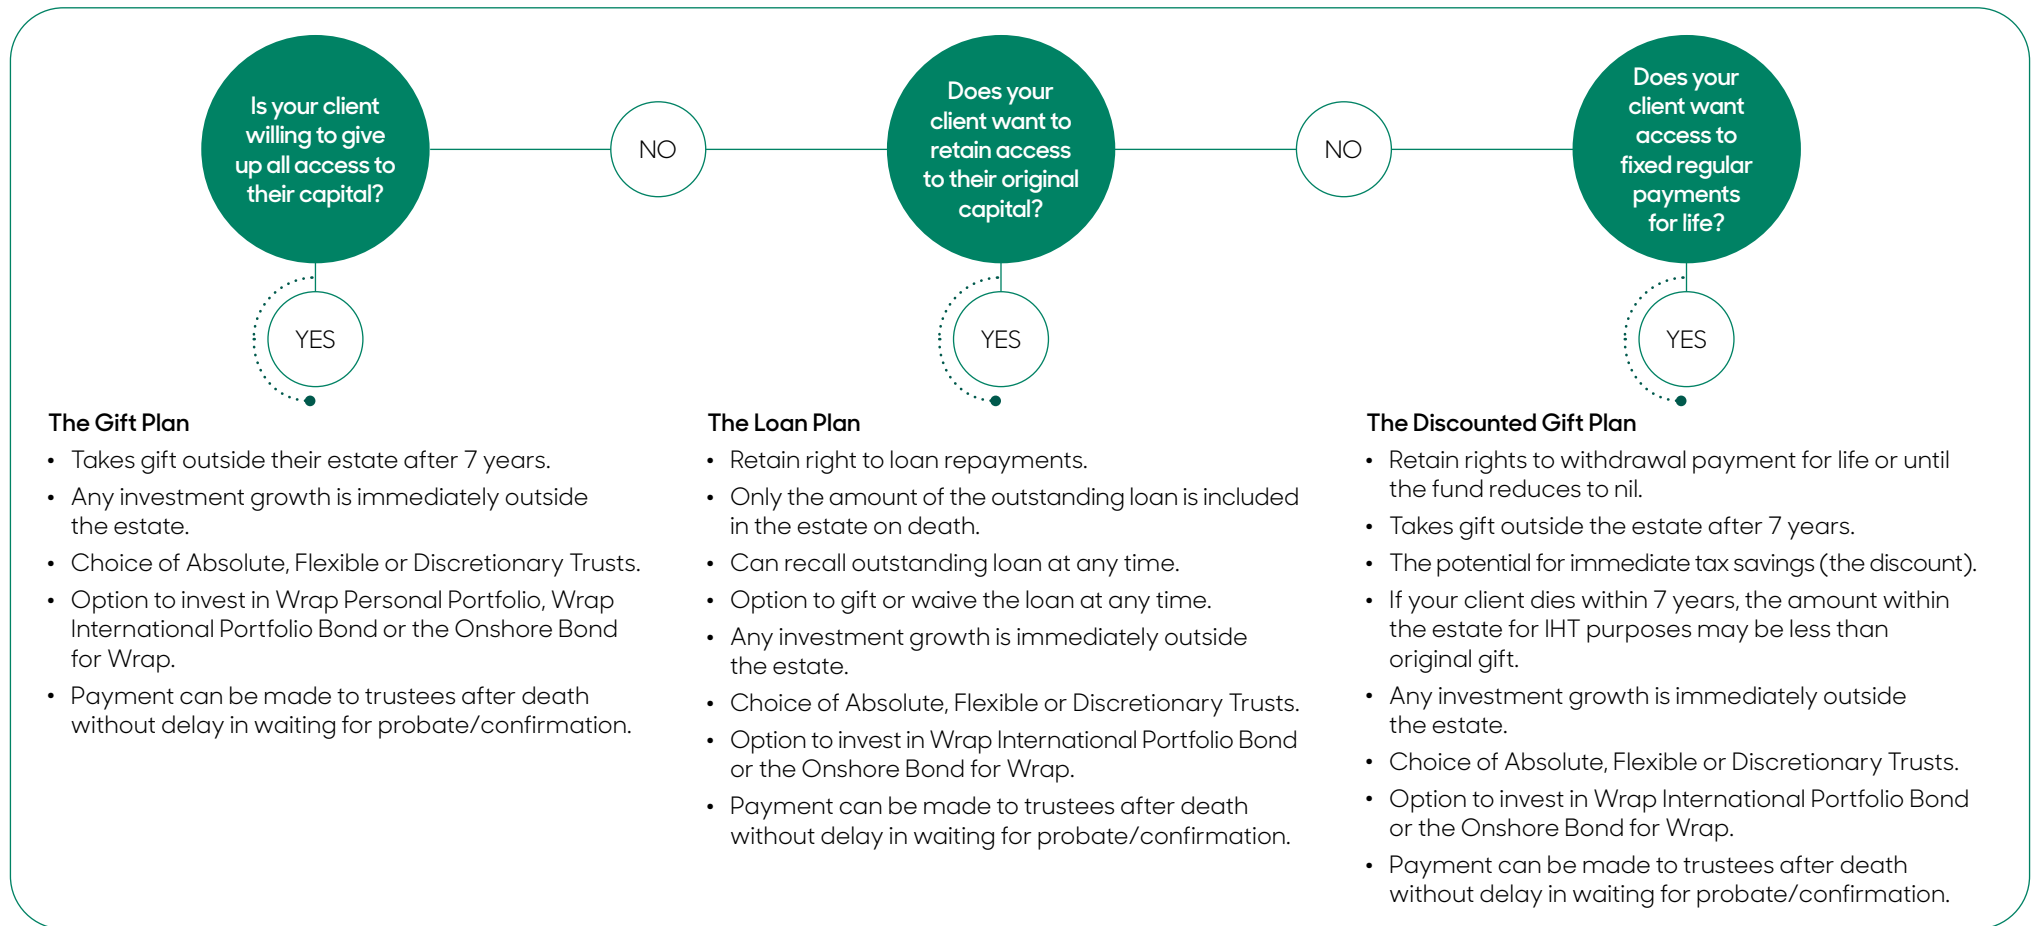 Is your client
willing to give
up all access to
their capital?
NO
Does your
client want to
retain access
to their original
capital?
NO
Does your
client want
access to
fixed regular
payments
for life?
YES
YES
YES
The Gift Plan
• Takes gift outside their estate after 7 years.
• Any investment growth is immediately outside
the estate.
• Choice of Absolute, Flexible or Discretionary Trusts.
• Option to invest in Wrap Personal Portfolio, Wrap
International Portfolio Bond or the Onshore Bond
for Wrap.
• Payment can be made to trustees after death
without delay in waiting for probate/confirmation.
The Loan Plan
• Retain right to loan repayments.
• Only the amount of the outstanding loan is included
in the estate on death.
• Can recall outstanding loan at any time.
• Option to gift or waive the loan at any time.
• Any investment growth is immediately outside
the estate.
• Choice of Absolute, Flexible or Discretionary Trusts.
• Option to invest in Wrap International Portfolio Bond
or the Onshore Bond for Wrap.
• Payment can be made to trustees after death
without delay in waiting for probate/confirmation.
The Discounted Gift Plan
• Retain rights to withdrawal payment for life or until
the fund reduces to nil.
• Takes gift outside the estate after 7 years.
• The potential for immediate tax savings (the discount).
• If your client dies within 7 years, the amount within
the estate for IHT purposes may be less than
original gift.
• Any investment growth is immediately outside
the estate.
• Choice of Absolute, Flexible or Discretionary Trusts.
• Option to invest in Wrap International Portfolio Bond
or the Onshore Bond for Wrap.
• Payment can be made to trustees after death
without delay in waiting for probate/confirmation.